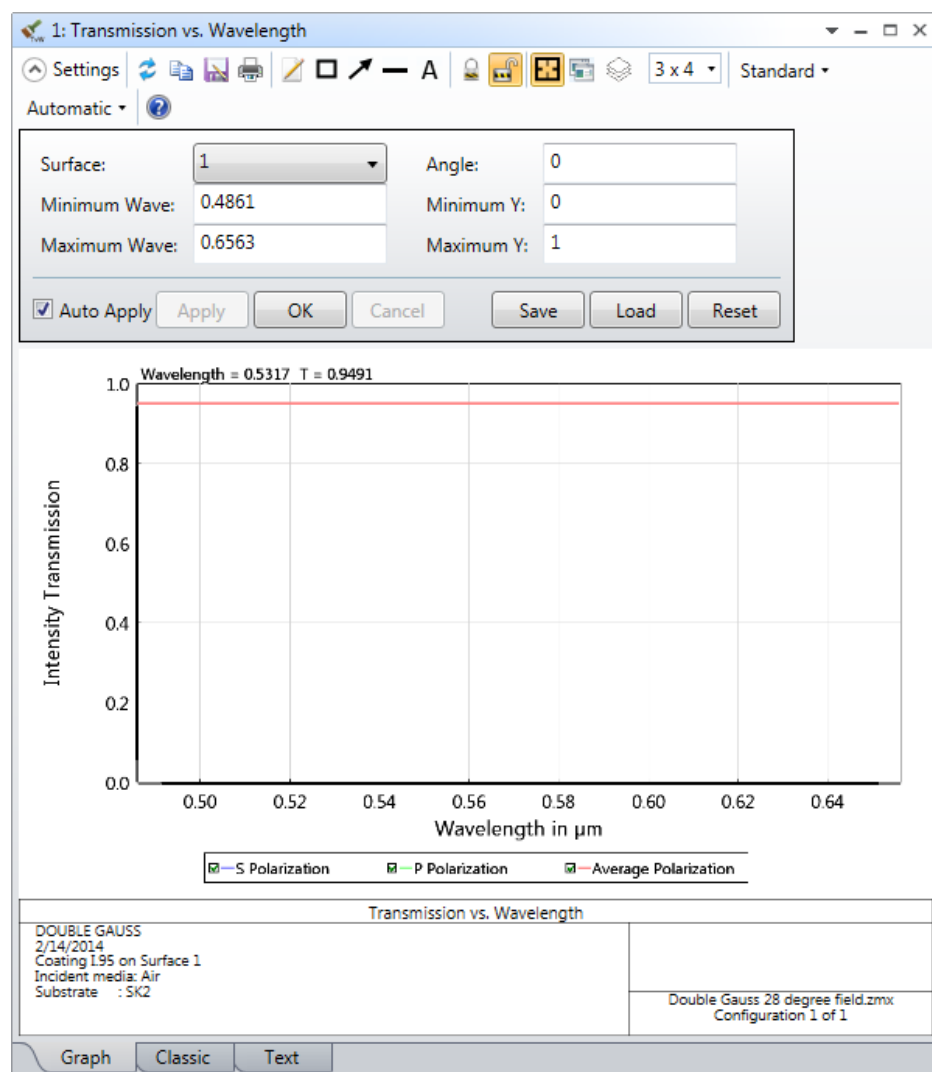 1: Transmission vs. Wavelength
Settings A 3 x 4 Standard
Automatic ?
Surface: 1 Angle: 0
Minimum Wave: 0.4861 Minimum Y: 0
Maximum Wave: 0.6563 Maximum Y: 1
Auto Apply Apply OK Cancel Save Load Reset
Wavelength = 0.5317 T = 0.9491
1.0
0.8
0.6
0.4
0.2
0.0
Intensity Transmission
0.50 0.52 0.54 0.56 0.58 0.60 0.62 0.64
Wavelength in µm
S Polarization P Polarization Average Polarization
Transmission vs. Wavelength
DOUBLE GAUSS
2/14/2014
Coating I.95 on Surface 1
Incident media: Air
Substrate : SK2
Double Gauss 28 degree field.zmx
Configuration 1 of 1
Graph Classic Text